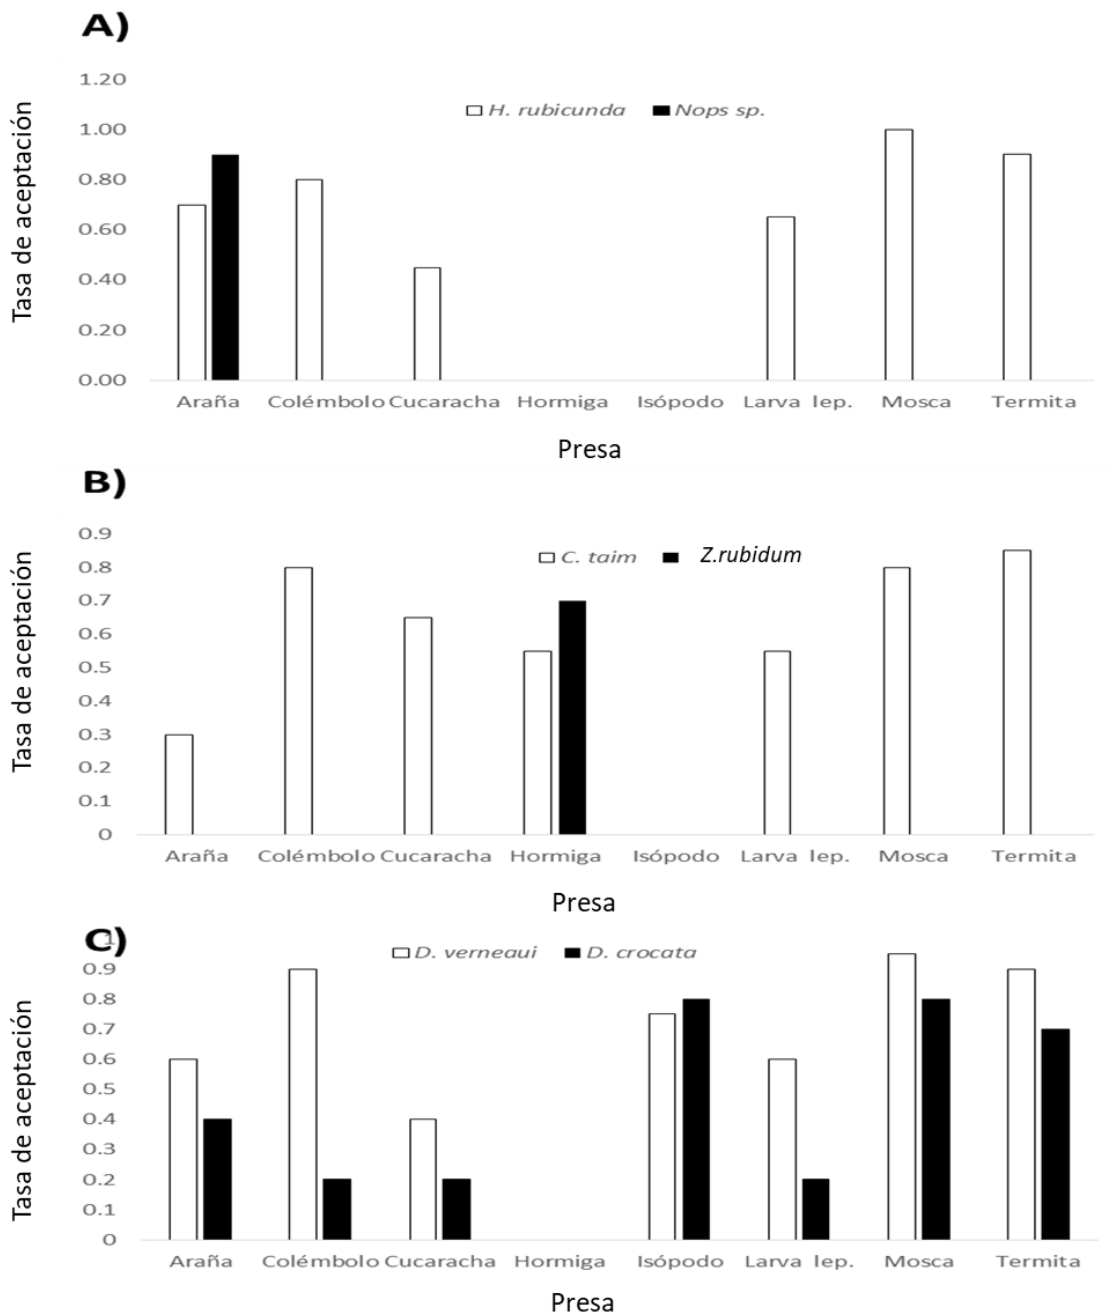 A)
Tasa de aceptación
1.20
1.00
0.80
0.60
0.40
0.20
0.00
H. rubicunda Nops sp.
Araña Colémbolo Cucaracha Hormiga Isópodo Larva lep. Mosca Termita
Presa
B)
Tasa de aceptación
0.9
0.8
0.7
0.6
0.5
0.4
0.3
0.2
0.1
0
C. taim Z.rubidum
Araña Colémbolo Cucaracha Hormiga Isópodo Larva lep. Mosca Termita
Presa
C)
Tasa de aceptación
1
0.9
0.8
0.7
0.6
0.5
0.4
0.3
0.2
0.1
0
D. verneaui D. crocata
Araña Colémbolo Cucaracha Hormiga Isópodo Larva lep. Mosca Termita
Presa